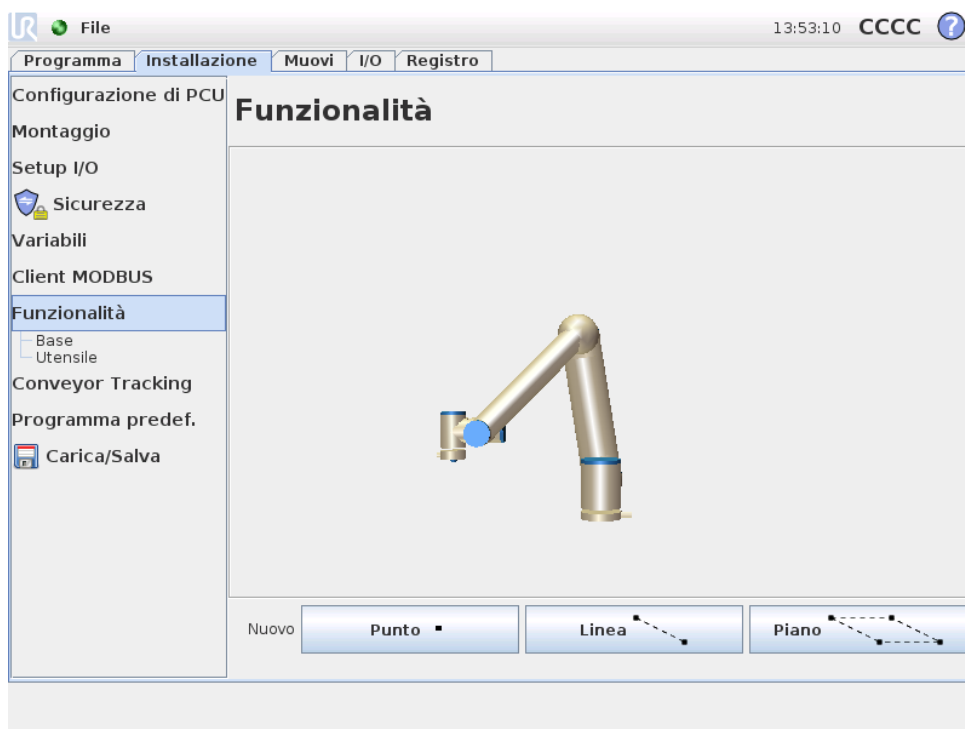 UR File 13:53:10 CCCC ?
Programma Installazione Muovi I/O Registro
Configurazione di PCU
Funzionalità
Montaggio
Setup I/O
Sicurezza
Variabili
Client MODBUS
Funzionalità
Base
Utensile
Conveyor Tracking
Programma predef.
Carica/Salva
Nuovo Punto Linea Piano